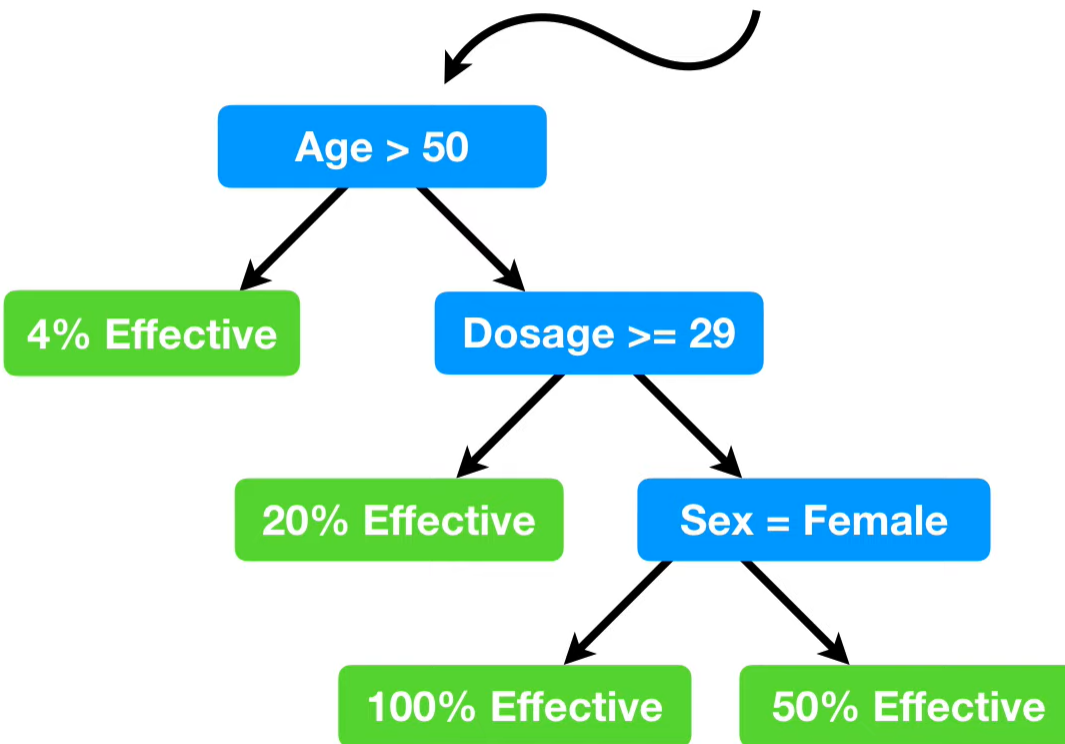 Age > 50
4% Effective
Dosage >= 29
20% Effective
Sex = Female
100% Effective
50% Effective